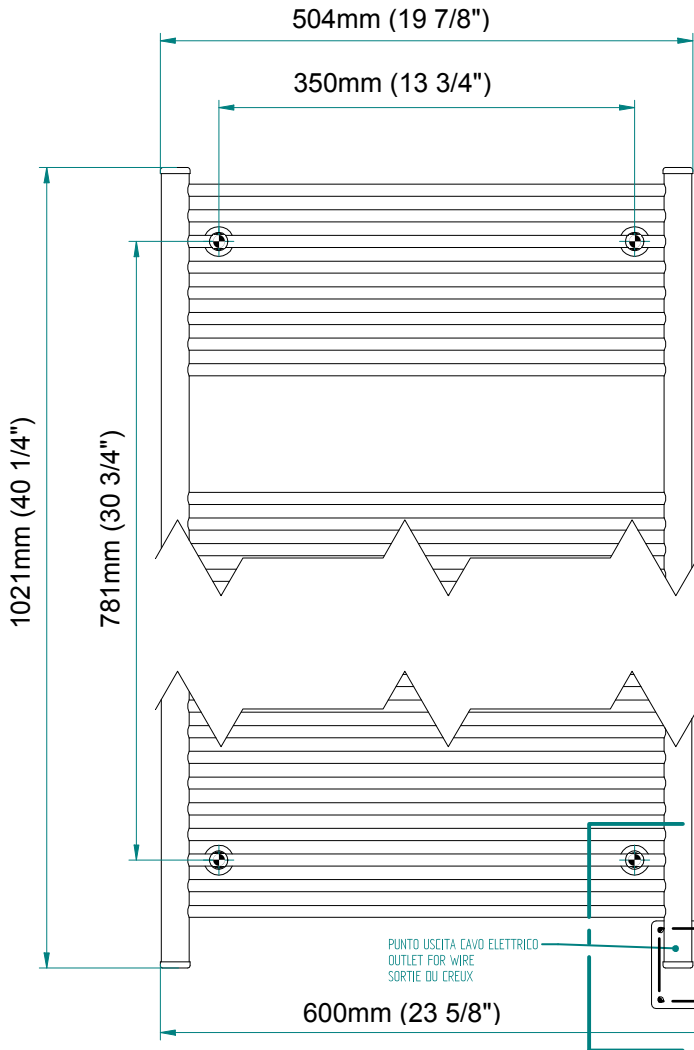 504mm (19 7/8")
350mm (13 3/4")
1021mm (40 1/4")
781mm (30 3/4")
PUNTO USCITA CAVO ELETTRICO
OUTLET FOR WIRE
SORTIE DU CREUX
600mm (23 5/8")